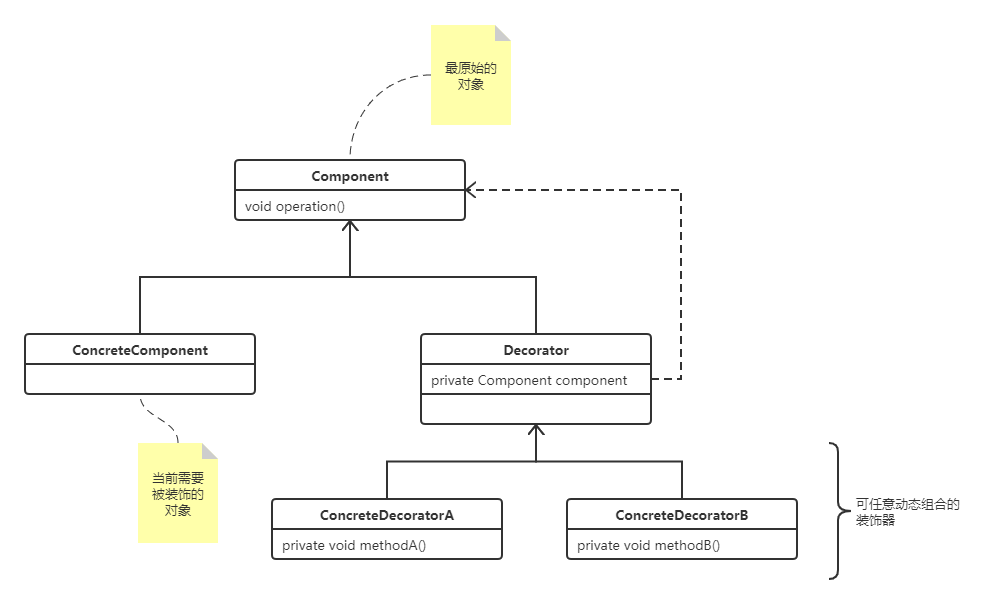 最原始的
对象
Component
void operation()
ConcreteComponent
Decorator
private Component component
当前需要
被装饰的
对象
ConcreteDecoratorA
private void methodA()
ConcreteDecoratorB
private void methodB()
可任意动态组合的
装饰器